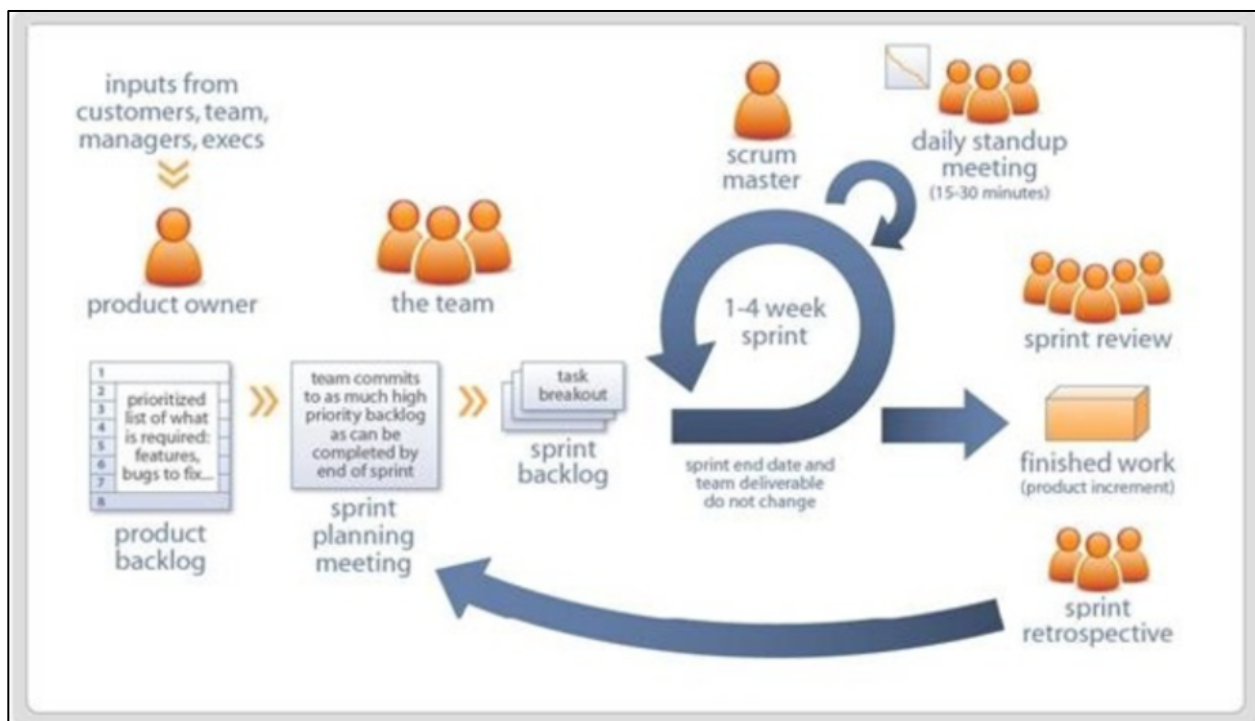 inputs from
customers, team,
managers, execs
product owner
the team
scrum
master
daily standup
meeting
(15-30 minutes)
1-4 week
sprint
sprint review
1
2
3
4
5
6
7
8
prioritized
list of what
is required:
features,
bugs to fix...
product
backlog
team commits
to as much high
priority backlog
as can be
completed by
end of sprint
sprint
planning
meeting
task
breakout
sprint
backlog
sprint end date and
team deliverable
do not change
finished work
(product increment)
sprint
retrospective